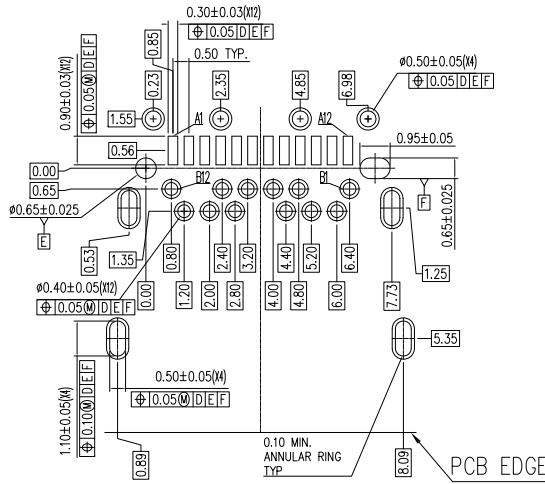 0.30±0.03(X12)
⌖ 0.05 D E F
0.85
0.50 TYP.
0.90±0.03(X12)
⌖ 0.05Ⓜ D E F
0.23
2.35
4.85
6.98
ø0.50±0.05(X4)
⌖ 0.05 D E F
1.55
A1
A12
0.56
0.95±0.05
0.00
0.65
B12
B1
ø0.65±0.025
E
F
0.65±0.025
0.53
1.35
0.80
2.40
3.20
4.40
5.20
6.40
1.25
ø0.40±0.05(X12)
⌖ 0.05Ⓜ D E F
0.00
1.20
2.00
2.80
4.00
4.80
6.00
7.73
5.35
1.10±0.05(X4)
⌖ 0.10Ⓜ D E F
0.50±0.05(X4)
⌖ 0.05Ⓜ D E F
0.89
0.10 MIN.
ANNULAR RING
TYP
8.09
PCB EDGE